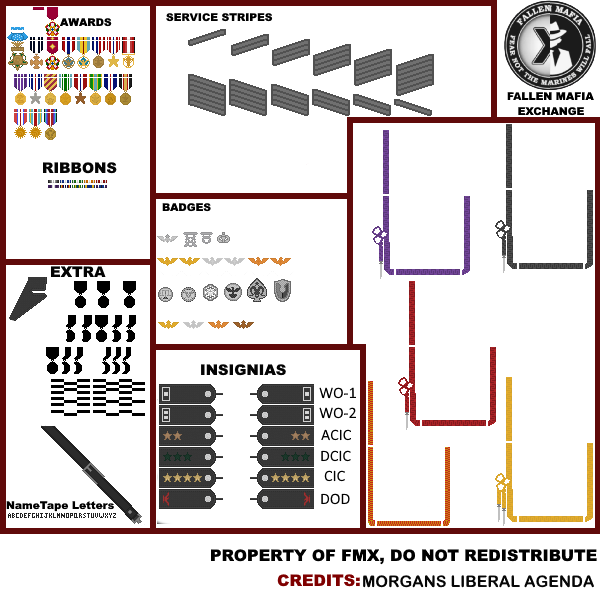 AWARDS
RIBBONS
SERVICE STRIPES
FALLEN MAFIA
FEAR NOT THE MARINES
FALLEN MAFIA
EXCHANGE
BADGES
EXTRA
NameTape Letters
ABCDEFGHIJKLMNOPQRSTUVWXYZ
INSIGNIAS
WO-1
WO-2
ACIC
DCIC
CIC
DOD
PROPERTY OF FMX, DO NOT REDISTRIBUTE
CREDITS:MORGANS LIBERAL AGENDA